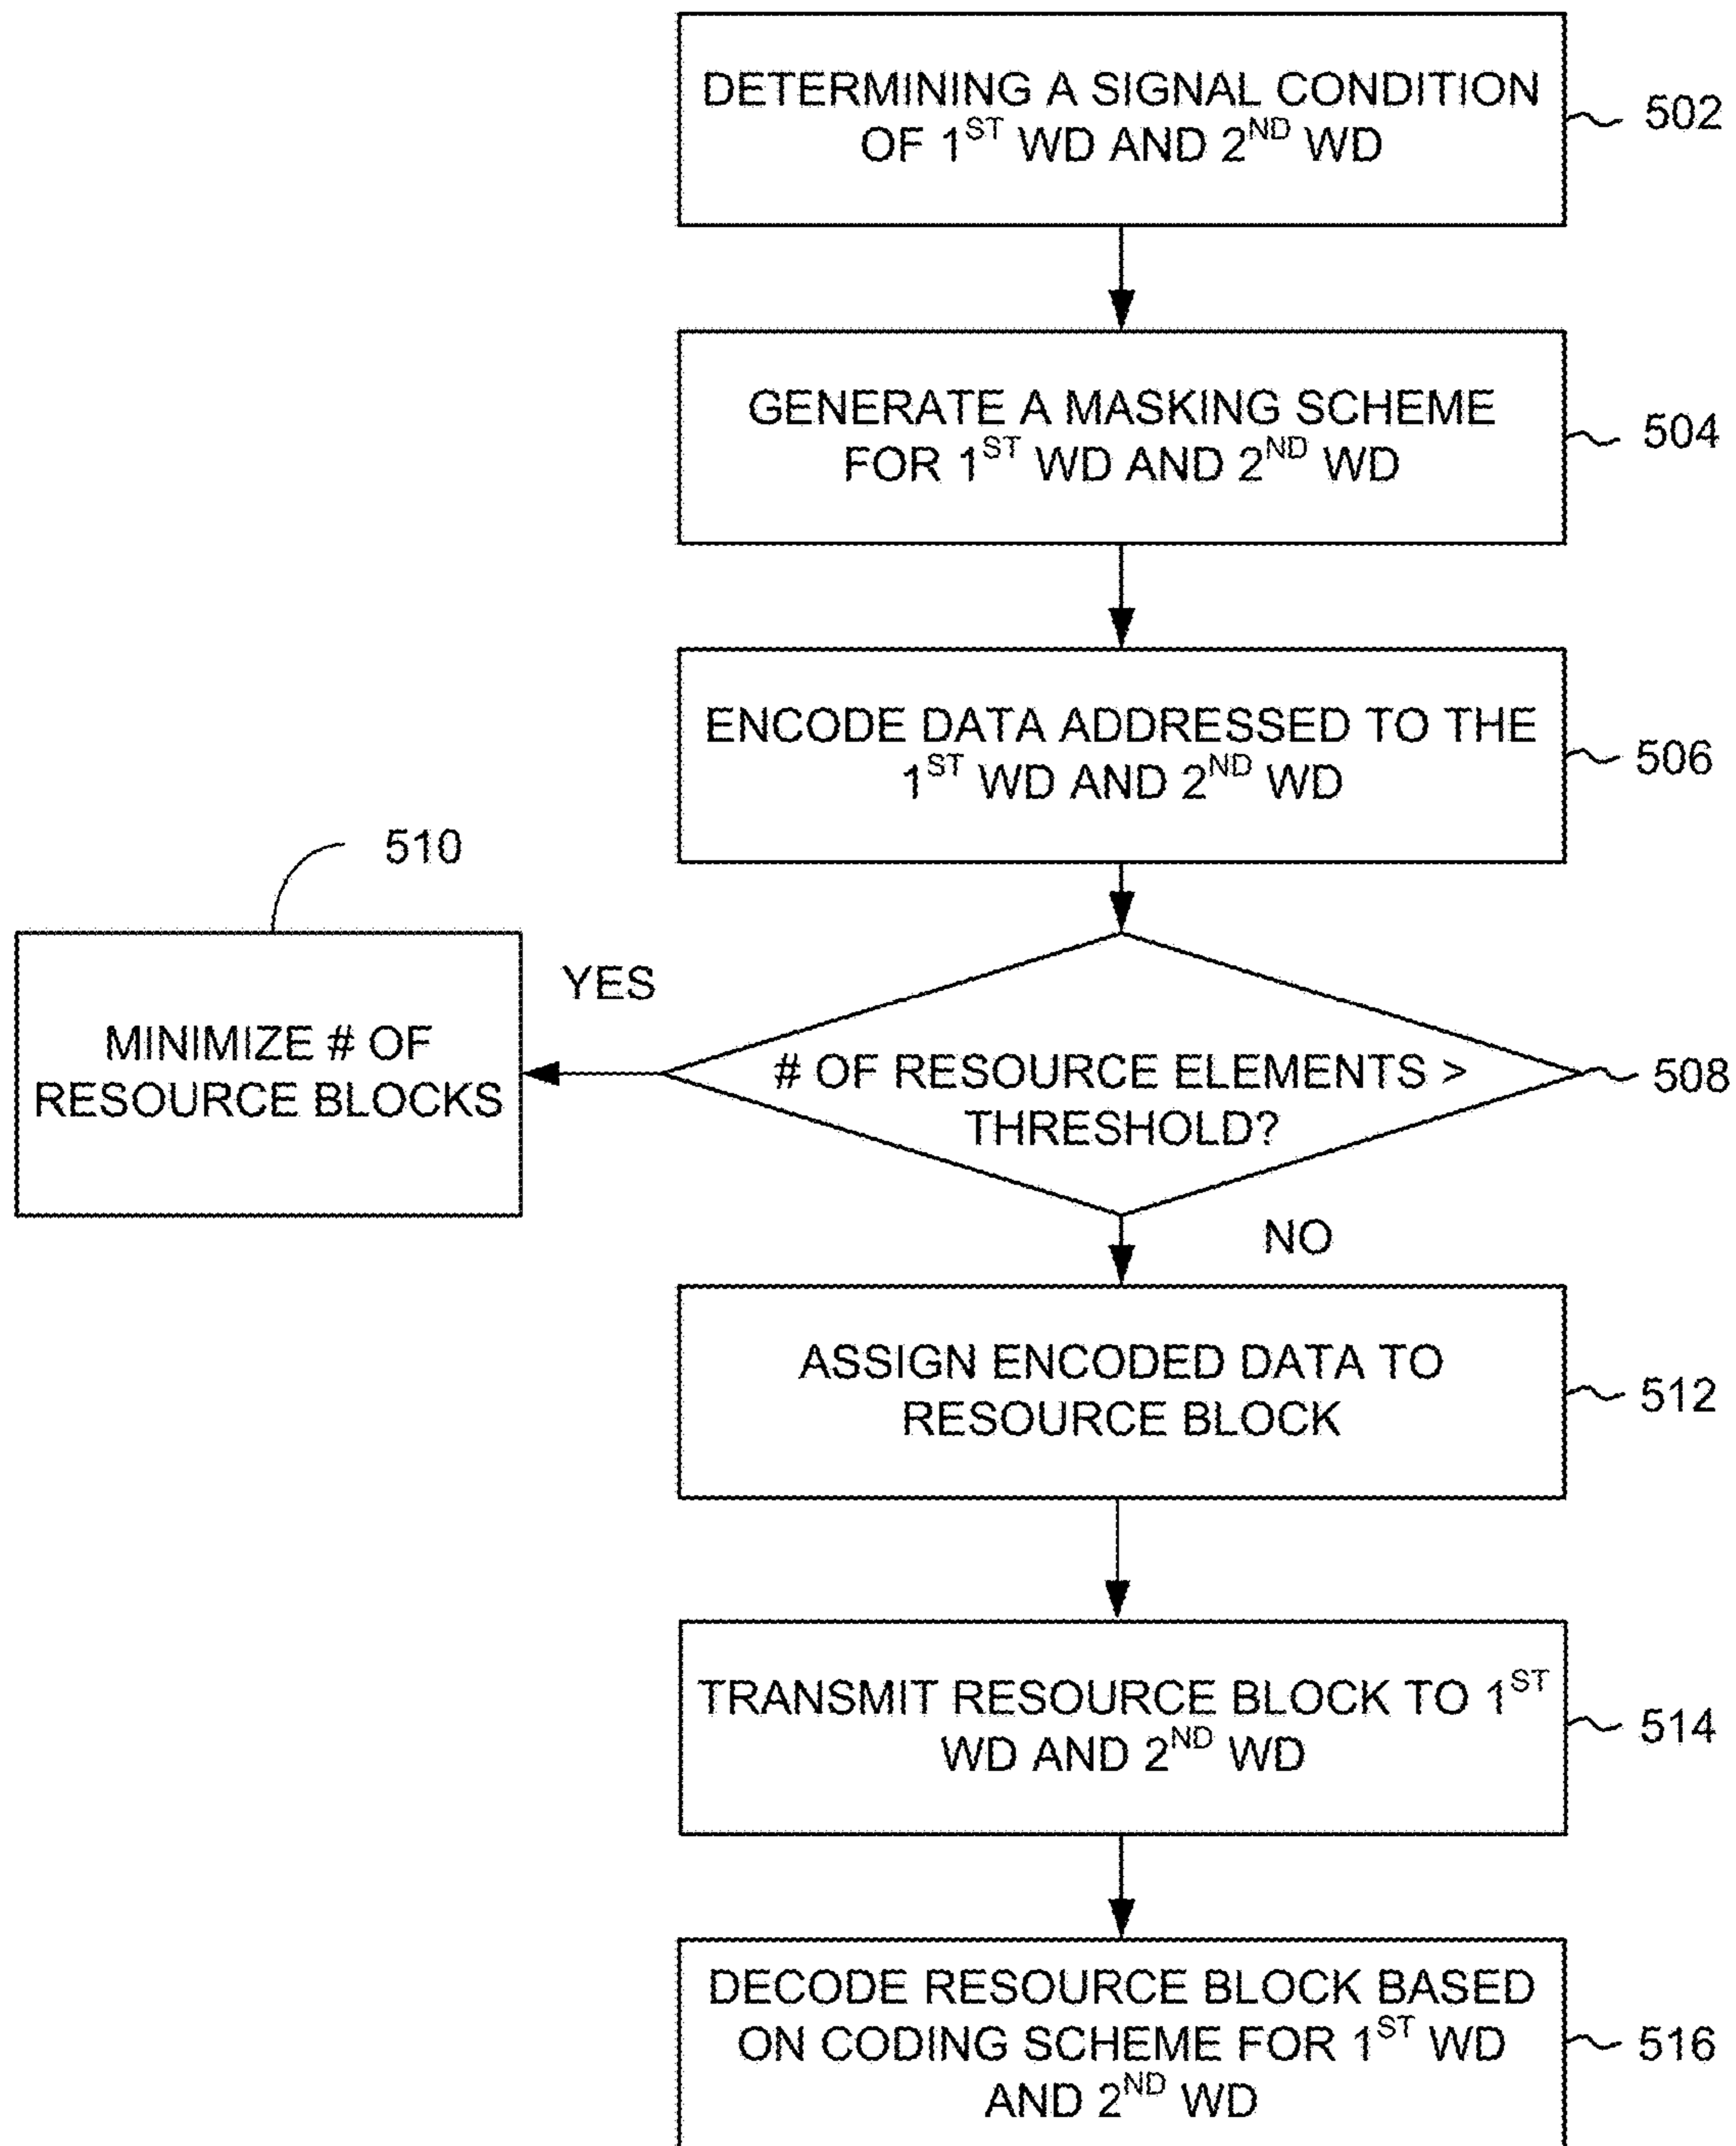 DETERMINING A SIGNAL CONDITION
OF 1ST WD AND 2ND WD
502
GENERATE A MASKING SCHEME
FOR 1ST WD AND 2ND WD
504
ENCODE DATA ADDRESSED TO THE
1ST WD AND 2ND WD
506
510
MINIMIZE # OF
RESOURCE BLOCKS
YES
# OF RESOURCE ELEMENTS >
THRESHOLD?
508
NO
ASSIGN ENCODED DATA TO
RESOURCE BLOCK
512
TRANSMIT RESOURCE BLOCK TO 1ST
WD AND 2ND WD
514
DECODE RESOURCE BLOCK BASED
ON CODING SCHEME FOR 1ST WD
AND 2ND WD
516